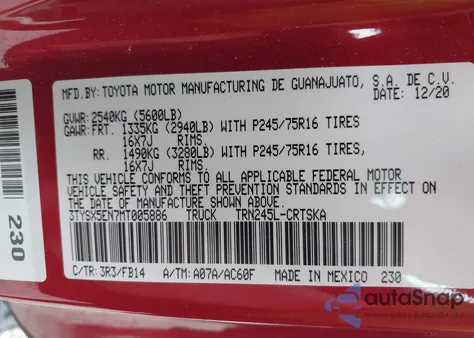 MFD.BY: TOYOTA MOTOR MANUFACTURING DE GUANAJUATO, S.A. DE C.V.
DATE: 12/20
GVWR: 2540KG (5600LB)
GAWR: FRT. 1335KG (2940LB) WITH P245/75R16 TIRES
16X7J RIMS,
RR. 1490KG (3280LB) WITH P245/75R16 TIRES
16X7J RIMS,
THIS VEHICLE CONFORMS TO ALL APPLICABLE FEDERAL MOTOR
VEHICLE SAFETY AND THEFT PREVENTION STANDARDS IN EFFECT ON
THE DATE OF MANUFACTURE SHOWN ABOVE.
3TYSX5EN7MT005886 TRUCK TRN245L-CRTSKA
C/TR: 3R3/FB14 A/TM: A07A/AC60F MADE IN MEXICO 230
230
autoSnap